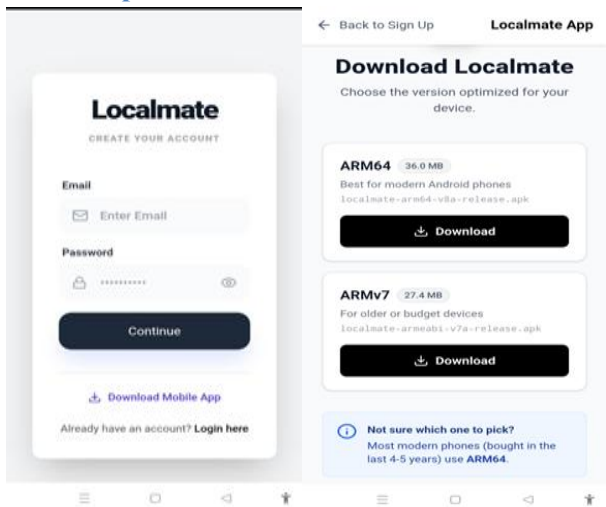 Localmate
CREATE YOUR ACCOUNT
Email
Enter Email
Password
Continue
Download Mobile App
Already have an account? Login here
Back to Sign Up
Localmate App
Download Localmate
Choose the version optimized for your
device.
ARM64 36.0 MB
Best for modern Android phones
localmate-arm64-v8a-release.apk
Download
ARMv7 27.4 MB
For older or budget devices
localmate-armeabi-v7a-release.apk
Download
Not sure which one to pick?
Most modern phones (bought in the
last 4-5 years) use ARM64.